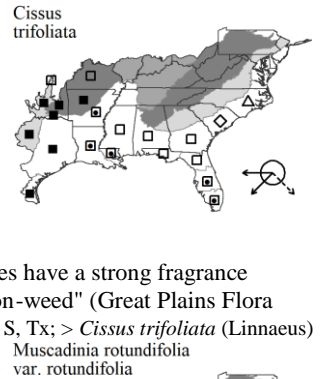 Cissus
trifoliata
es have a strong fragrance
on-weed" (Great Plains Flora
S, Tx; > Cissus trifoliata (Linnaeus)
Muscadinia rotundifolia
var. rotundifolia